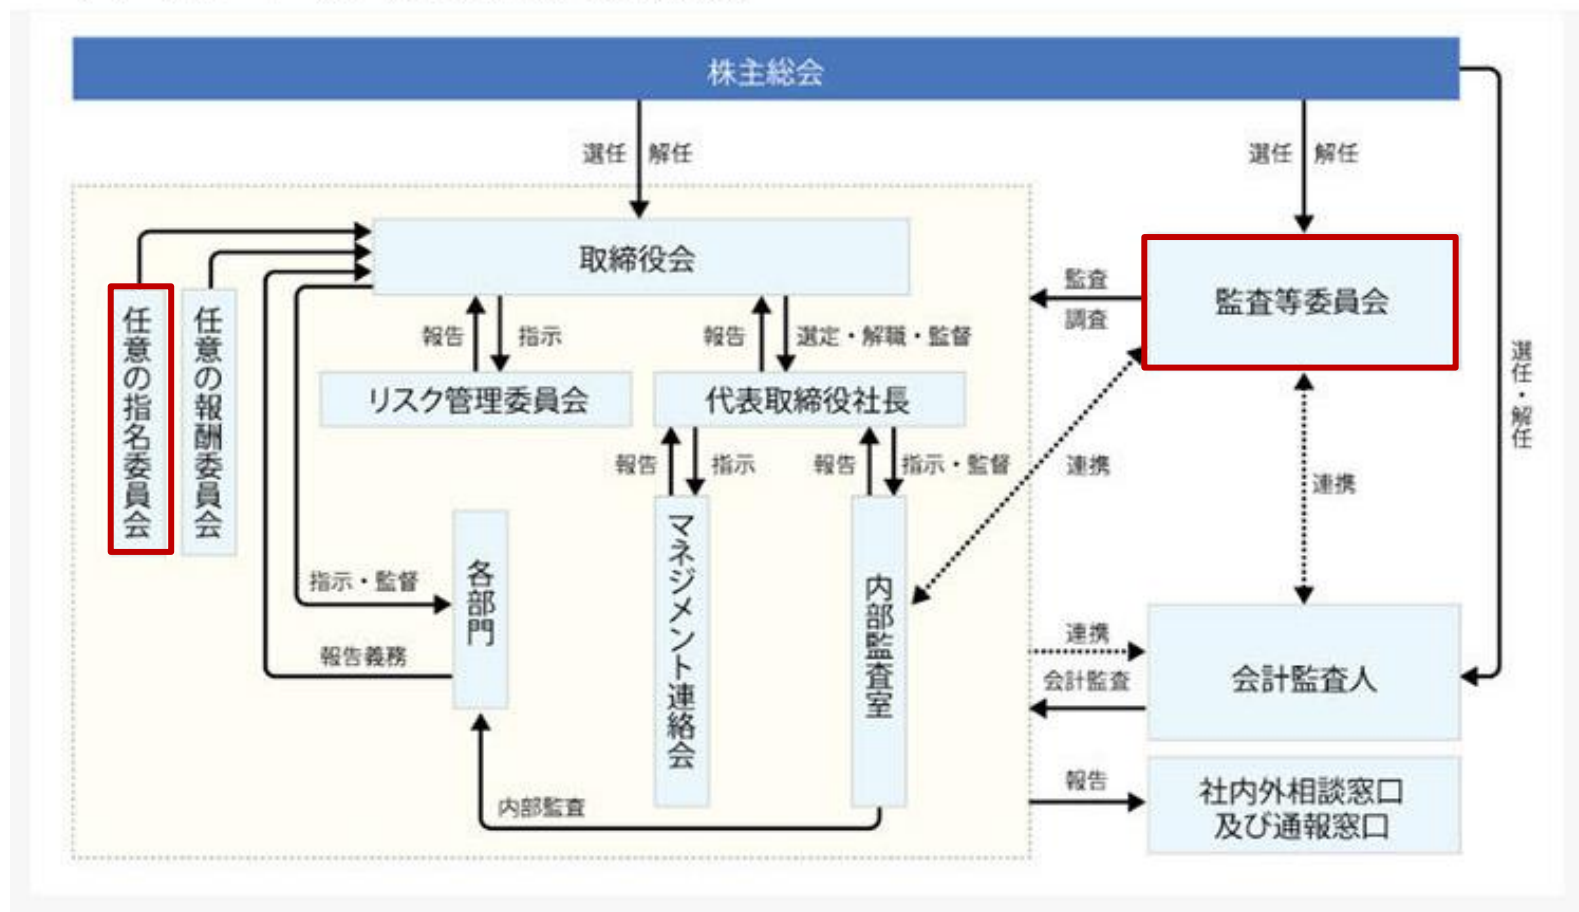 株主総会
選任 解任
選任 解任
取締役会
監査等委員会
監査
調査
任意の指名委員会
任意の報酬委員会
報告 指示
報告 選定・解職・監督
選任・解任
リスク管理委員会
代表取締役社長
報告 指示
報告 指示・監督
連携
連携
各部門
マネジメント連絡会
内部監査室
指示・監督
報告義務
連携
会計監査
会計監査人
内部監査
報告
社内外相談窓口
及び通報窓口